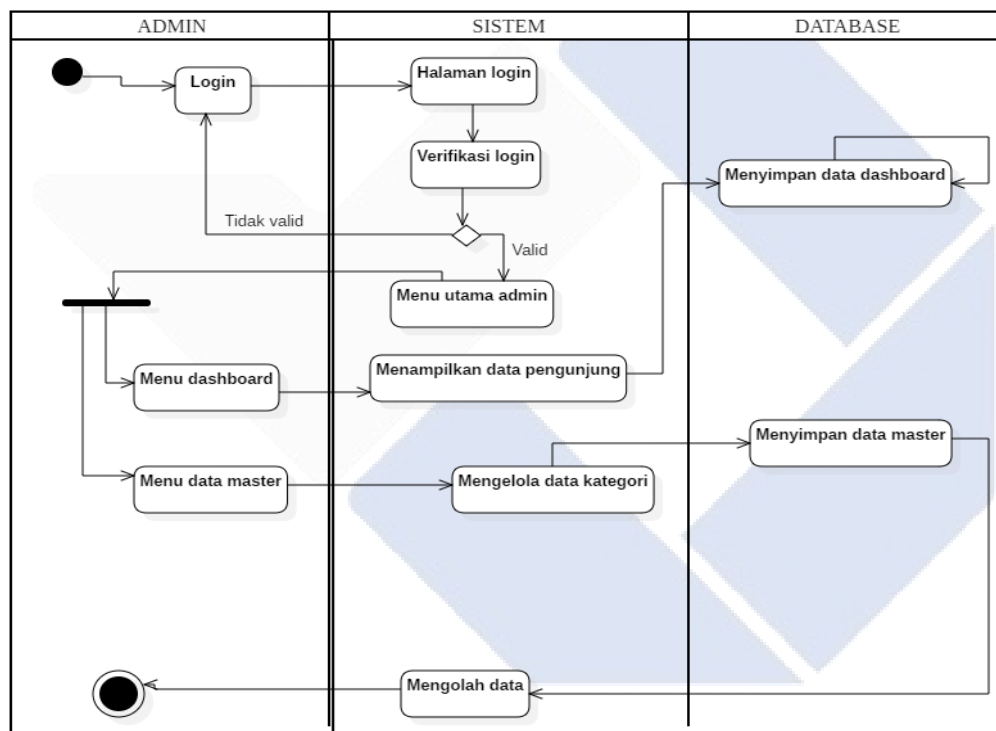 ADMIN
SISTEM
DATABASE
Login
Halaman login
Verifikasi login
Menyimpan data dashboard
Tidak valid
Valid
Menu utama admin
Menu dashboard
Menampilkan data pengunjung
Menyimpan data master
Menu data master
Mengelola data kategori
Mengolah data